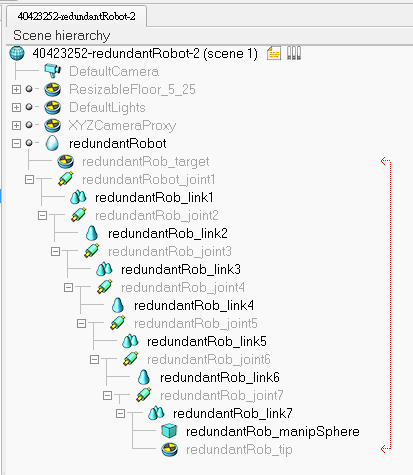 40423252-redundantRobot-2
Scene hierarchy
40423252-redundantRobot-2 (scene 1)
DefaultCamera
ResizableFloor_5_25
DefaultLights
XYZCameraProxy
redundantRobot
redundantRob_target
redundantRobot_joint1
redundantRob_link1
redundantRob_joint2
redundantRob_link2
redundantRob_joint3
redundantRob_link3
redundantRob_joint4
redundantRob_link4
redundantRob_joint5
redundantRob_link5
redundantRob_joint6
redundantRob_link6
redundantRob_joint7
redundantRob_link7
redundantRob_manipSphere
redundantRob_tip